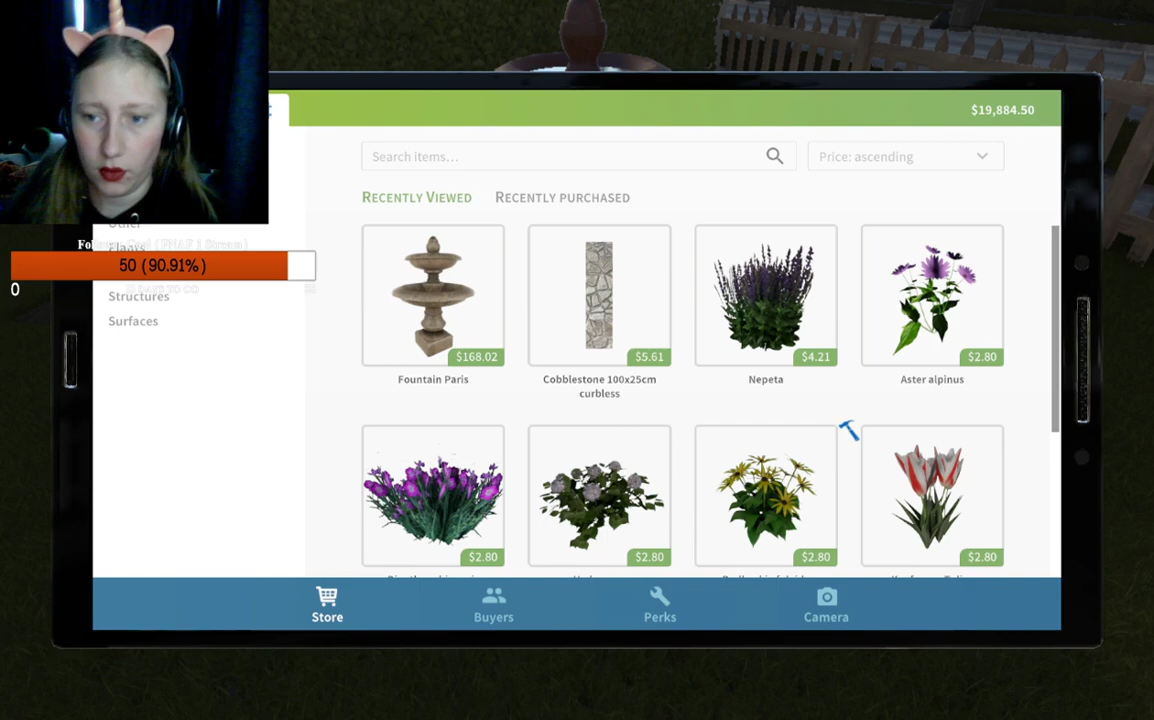 $19,884.50
Search items...
Price: ascending
RECENTLY VIEWED
RECENTLY PURCHASED
Other
Plants
50 (90.91%)
0
Structures
Surfaces
$168.02
$5.61
$4.21
$2.80
Fountain Paris
Cobblestone 100x25cm
curbless
Nepeta
Aster alpinus
$2.80
$2.80
$2.80
$2.80
Store
Buyers
Perks
Camera